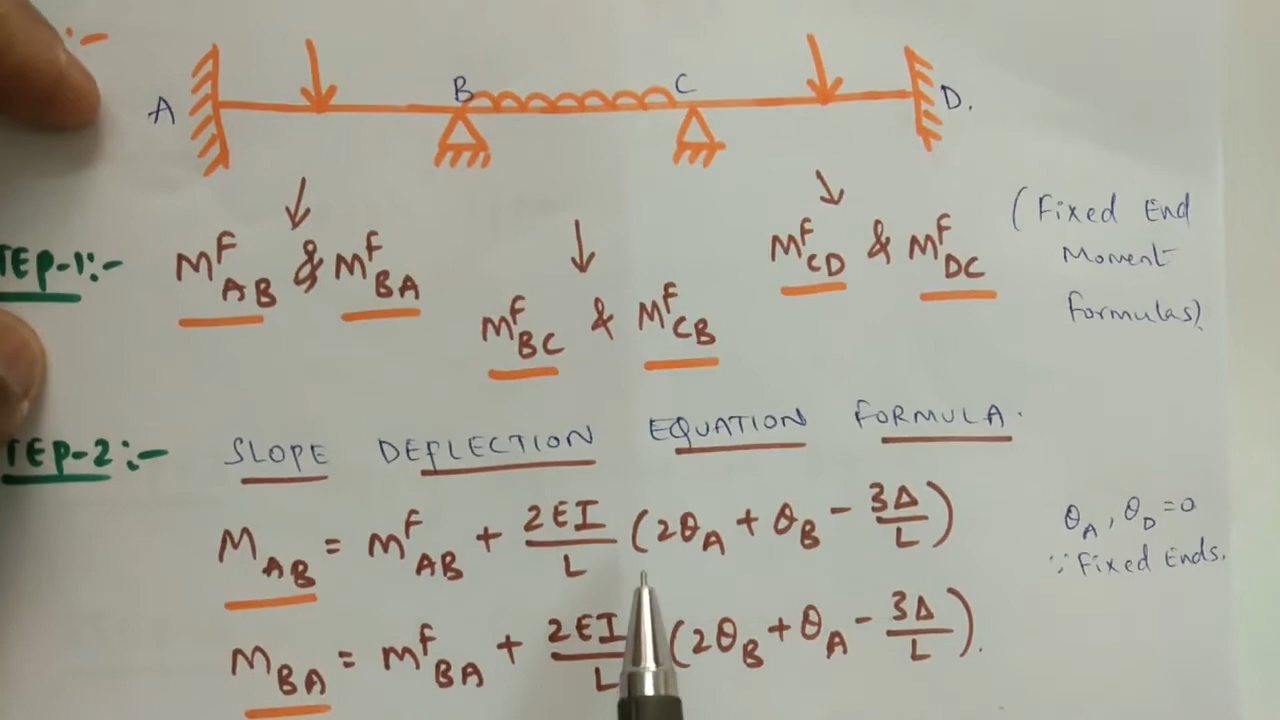 :-
A B C D.
TEP-1:- M^F_AB & M^F_BA M^F_BC & M^F_CB M^F_CD & M^F_DC (Fixed End
Moment
Formulas).
TEP-2:- SLOPE DEFLECTION EQUATION FORMULA.
M_AB = M^F_AB + 2EI/L (2θ_A + θ_B - 3Δ/L)
θ_A, θ_D = 0
∵ Fixed Ends.
M_BA = M^F_BA + 2EI/L (2θ_B + θ_A - 3Δ/L).